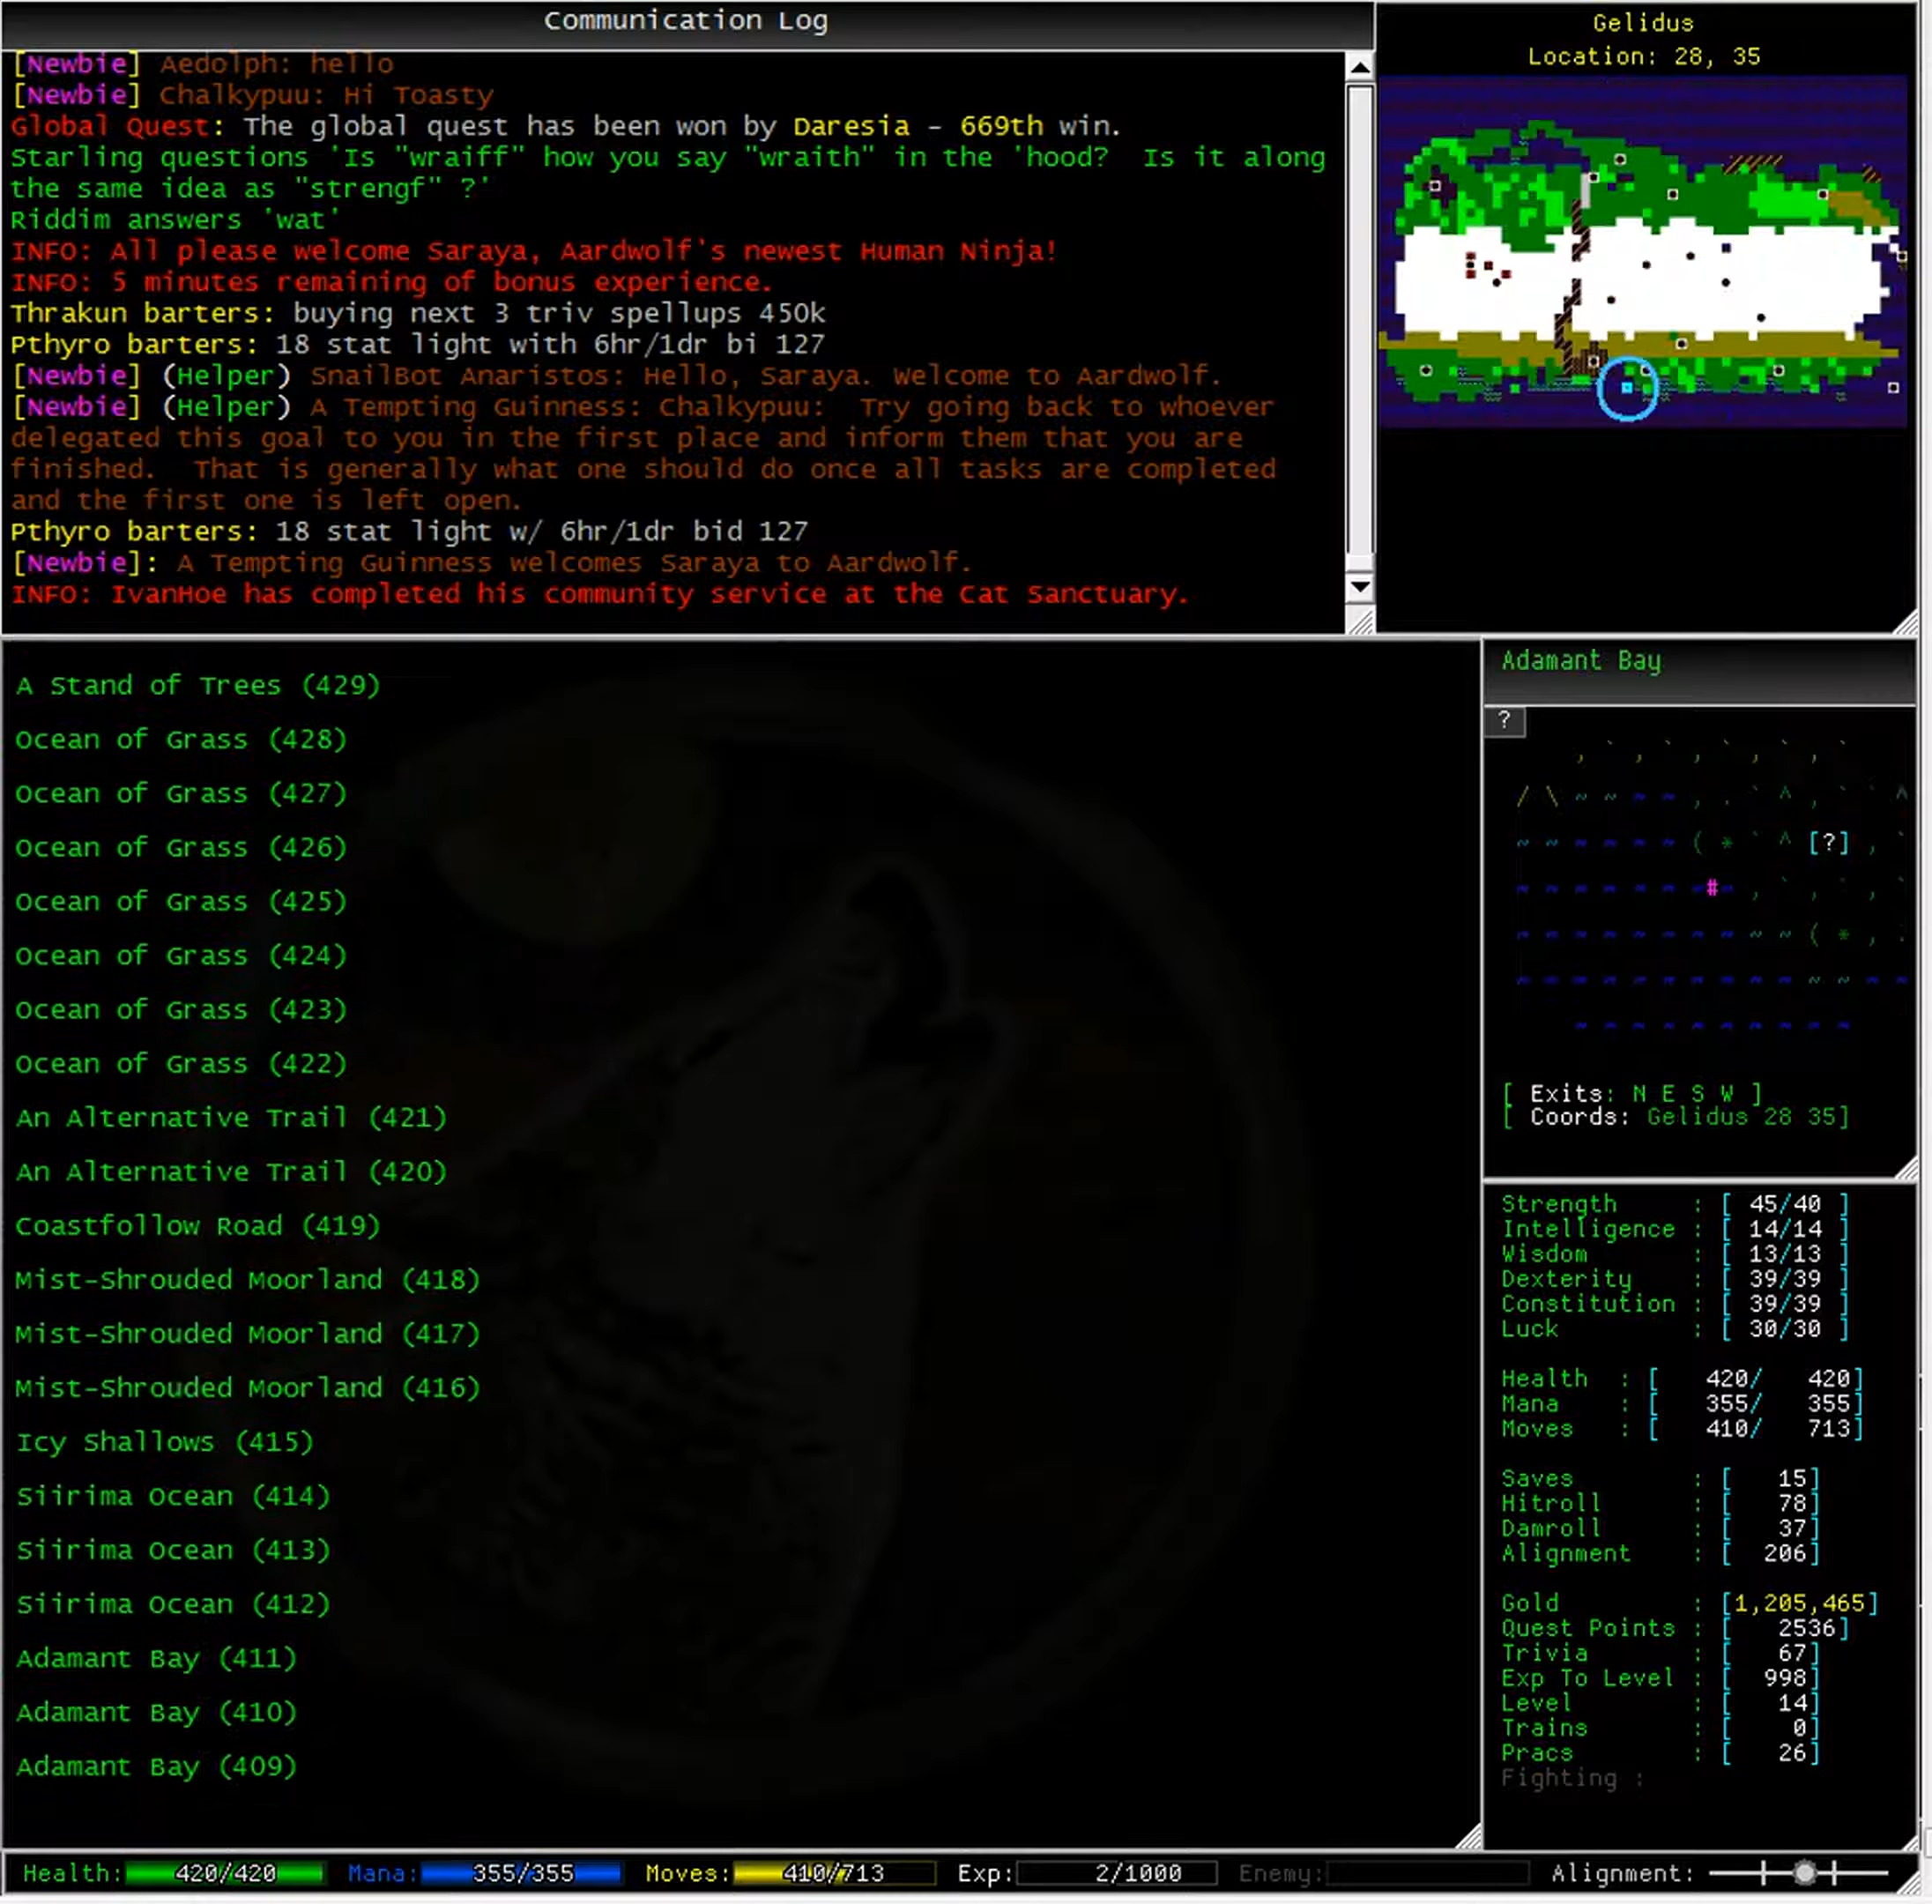 Communication Log
[Newbie] Aedolph: hello
[Newbie] Chalkypuu: Hi Toasty
Global Quest: The global quest has been won by Daresia - 669th win.
Starling questions 'Is "wraiff" how you say "wraith" in the 'hood?  Is it along
the same idea as "strengf" ?'
Riddim answers 'wat'
INFO: All please welcome Saraya, Aardwolf's newest Human Ninja!
INFO: 5 minutes remaining of bonus experience.
Thrakun barters: buying next 3 triv spellups 450k
Pthyro barters: 18 stat light with 6hr/1dr bi 127
[Newbie] (Helper) SnailBot Anaristos: Hello, Saraya. Welcome to Aardwolf.
[Newbie] (Helper) A Tempting Guinness: Chalkypuu:  Try going back to whoever
delegated this goal to you in the first place and inform them that you are
finished.  That is generally what one should do once all tasks are completed
and the first one is left open.
Pthyro barters: 18 stat light w/ 6hr/1dr bid 127
[Newbie]: A Tempting Guinness welcomes Saraya to Aardwolf.
INFO: IvanHoe has completed his community service at the Cat Sanctuary.
Gelidus
Location: 28, 35
A Stand of Trees (429)
Ocean of Grass (428)
Ocean of Grass (427)
Ocean of Grass (426)
Ocean of Grass (425)
Ocean of Grass (424)
Ocean of Grass (423)
Ocean of Grass (422)
An Alternative Trail (421)
An Alternative Trail (420)
Coastfollow Road (419)
Mist-Shrouded Moorland (418)
Mist-Shrouded Moorland (417)
Mist-Shrouded Moorland (416)
Icy Shallows (415)
Siirima Ocean (414)
Siirima Ocean (413)
Siirima Ocean (412)
Adamant Bay (411)
Adamant Bay (410)
Adamant Bay (409)
Adamant Bay
?
[?]
#
[ Exits: N E S W ]
[ Coords: Gelidus 28 35]
Strength : [ 45/40 ]
Intelligence : [ 14/14 ]
Wisdom : [ 13/13 ]
Dexterity : [ 39/39 ]
Constitution : [ 39/39 ]
Luck : [ 30/30 ]
Health : [ 420/ 420]
Mana : [ 355/ 355]
Moves : [ 410/ 713]
Saves : [ 15]
Hitroll : [ 78]
Damroll : [ 37]
Alignment : [ 206]
Gold : [1,205,465]
Quest Points : [ 2536]
Trivia : [ 67]
Exp To Level : [ 998]
Level : [ 14]
Trains : [ 0]
Pracs : [ 26]
Fighting :
Health: 420/420 Mana: 355/355 Moves: 410/713 Exp: 2/1000 Enemy: Alignment: